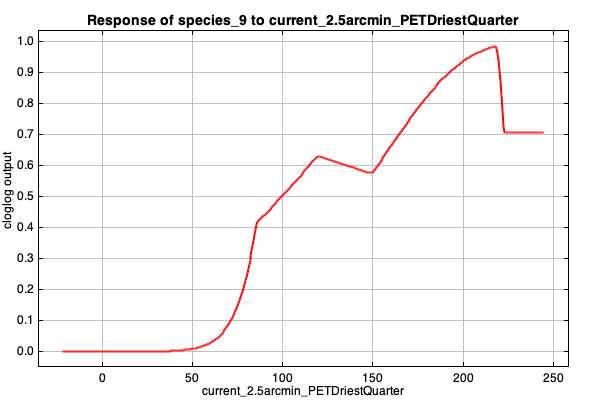 Response of species_9 to current_2.5arcmin_PETDriestQuarter
cloglog output
1.0
0.9
0.8
0.7
0.6
0.5
0.4
0.3
0.2
0.1
0.0
0 50 100 150 200 250
current_2.5arcmin_PETDriestQuarter